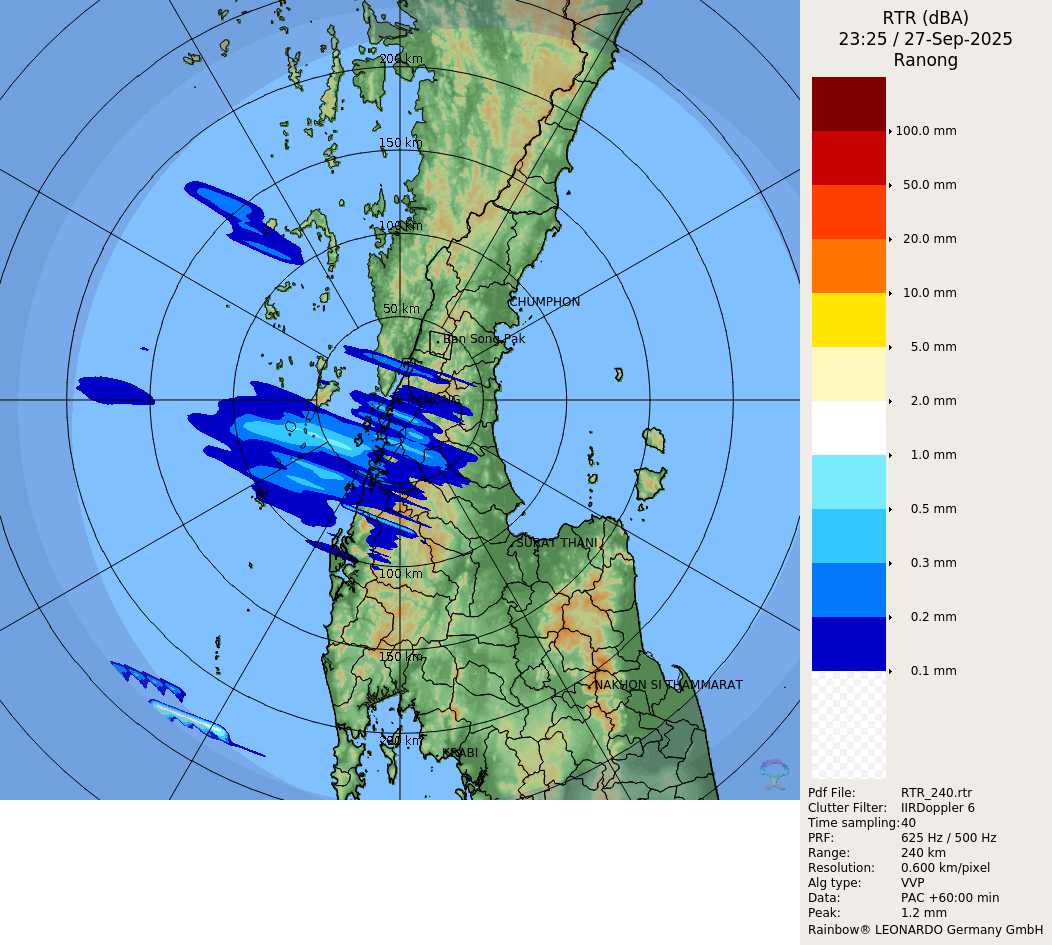 RTR (dBA)
23:25 / 27-Sep-2025
Ranong
100.0 mm
50.0 mm
20.0 mm
10.0 mm
5.0 mm
2.0 mm
1.0 mm
0.5 mm
0.3 mm
0.2 mm
0.1 mm
Pdf File: RTR_240.rtr
Clutter Filter: IIRDoppler 6
Time sampling: 40
PRF: 625 Hz / 500 Hz
Range: 240 km
Resolution: 0.600 km/pixel
Alg type: VVP
Data: PAC +60:00 min
Peak: 1.2 mm
Rainbow® LEONARDO Germany GmbH
200 km
150 km
100 km
CHUMPHON
50 km
Ban Song Pak
RANONG
SURAT THANI
100 km
150 km
NAKHON SI THAMMARAT
200 km
KRABI